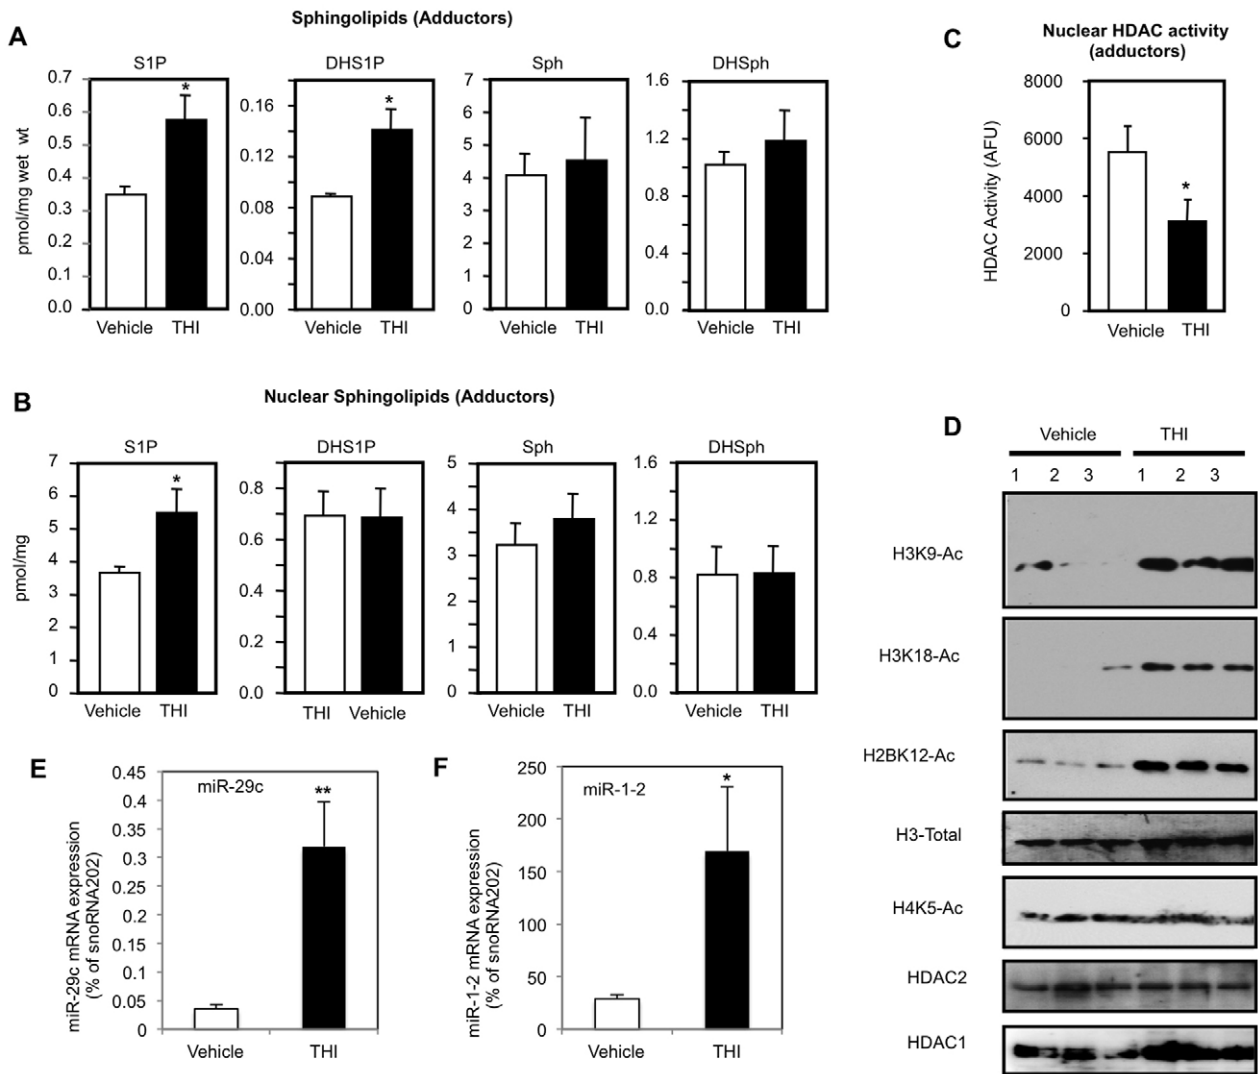 A
Sphingolipids (Adductors)
S1P
DHS1P
Sph
DHSph
pmol/mg wet wt
0.7
0.6
0.5
0.4
0.3
0.2
0.1
0.0
*
Vehicle THI
0.16
0.12
0.08
0.04
0.00
*
Vehicle THI
7
6
5
4
3
2
1
0
Vehicle THI
1.6
1.2
0.8
0.4
0.0
Vehicle THI
C
Nuclear HDAC activity
(adductors)
HDAC Activity (AFU)
8000
6000
4000
2000
0
*
Vehicle THI
B
Nuclear Sphingolipids (Adductors)
S1P
DHS1P
Sph
DHSph
pmol/mg
7
6
5
4
3
2
1
0
*
Vehicle THI
0.8
0.6
0.4
0.2
0.0
THI Vehicle
5
4
3
2
1
0
Vehicle THI
1.6
1.2
0.8
0.4
0.0
Vehicle THI
D
Vehicle THI
1 2 3 1 2 3
H3K9-Ac
H3K18-Ac
H2BK12-Ac
H3-Total
H4K5-Ac
HDAC2
HDAC1
E
miR-29c
miR-29c mRNA expression
(% of snoRNA202)
0.45
0.4
0.35
0.3
0.25
0.2
0.15
0.1
0.05
0
**
Vehicle THI
F
miR-1-2
miR-1-2 mRNA expression
(% of snoRNA202)
250
200
150
100
50
0
*
Vehicle THI